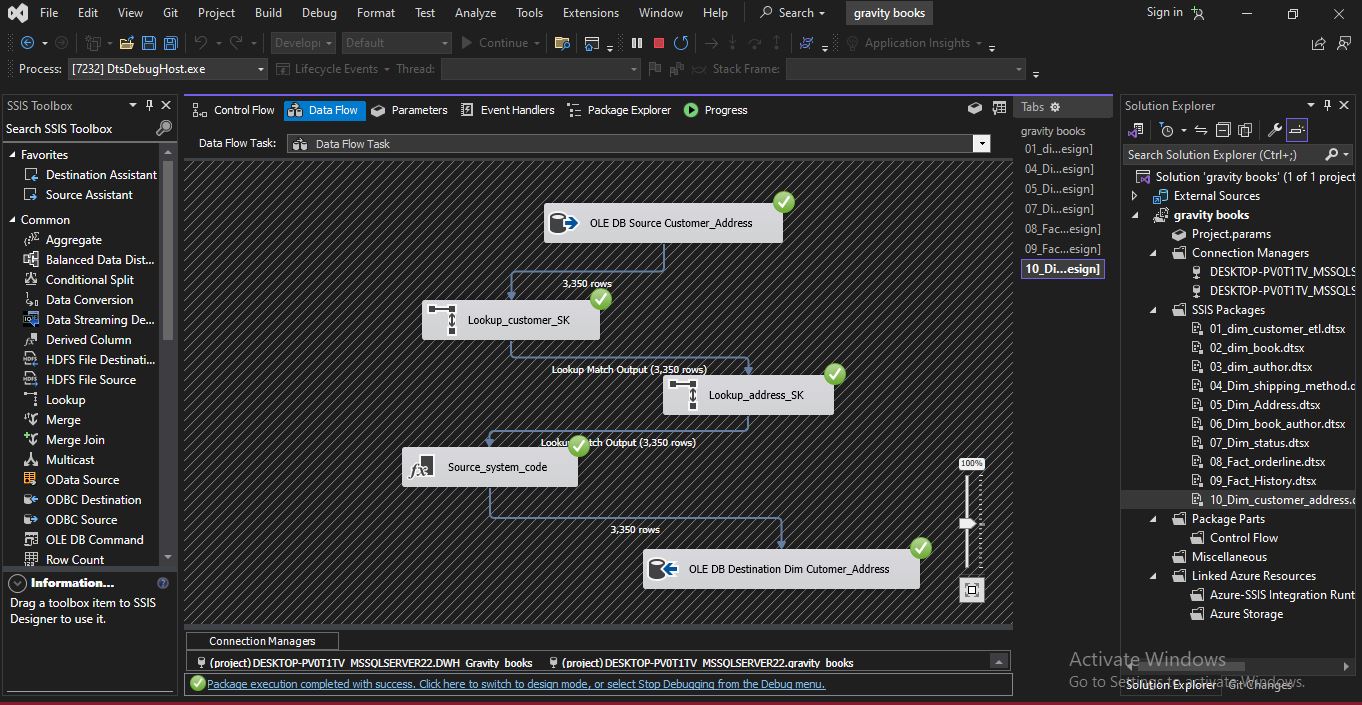 File Edit View Git Project Build Debug Format Test Analyze Tools Extensions Window Help Search gravity books Sign in
Developi Default Continue Application Insights
Process: [7232] DtsDebugHost.exe Lifecycle Events Thread: Stack Frame:
SSIS Toolbox
Search SSIS Toolbox
Favorites
Destination Assistant
Source Assistant
Common
Aggregate
Balanced Data Dist...
Conditional Split
Data Conversion
Data Streaming De...
Derived Column
HDFS File Destinati...
HDFS File Source
Lookup
Merge
Merge Join
Multicast
OData Source
ODBC Destination
ODBC Source
OLE DB Command
Row Count
Information...
Drag a toolbox item to SSIS
Designer to use it.
Control Flow Data Flow Parameters Event Handlers Package Explorer Progress
Data Flow Task: Data Flow Task
OLE DB Source Customer_Address
3,350 rows
Lookup_customer_SK
Lookup Match Output (3,350 rows)
Lookup_address_SK
Output (3,350 rows)
Source_system_code
3,350 rows
OLE DB Destination Dim Cutomer_Address
100%
Connection Managers
(project) DESKTOP-PV0T1TV_MSSQLSERVER22.DWH_Gravity_books (project) DESKTOP-PV0T1TV_MSSQLSERVER22.gravity_books
Package execution completed with success. Click here to switch to design mode, or select Stop Debugging from the Debug menu.
Tabs
gravity books
01_di...esign]
04_Di...esign]
05_Di...esign]
07_Di...esign]
08_Fac...esign]
09_Fac...esign]
10_Di...esign]
Solution Explorer
Search Solution Explorer (Ctrl+;)
Solution 'gravity books' (1 of 1 project
External Sources
gravity books
Project.params
Connection Managers
DESKTOP-PV0T1TV_MSSQLS
DESKTOP-PV0T1TV_MSSQLS
SSIS Packages
01_dim_customer_etl.dtsx
02_dim_book.dtsx
03_dim_author.dtsx
04_Dim_shipping_method.d
05_Dim_Address.dtsx
06_Dim_book_author.dtsx
07_Dim_status.dtsx
08_Fact_orderline.dtsx
09_Fact_History.dtsx
10_Dim_customer_address.d
Package Parts
Control Flow
Miscellaneous
Linked Azure Resources
Azure-SSIS Integration Runt
Azure Storage
Activate Windows
Go to Settings to activate Windows.
Solution Explorer Git Changes